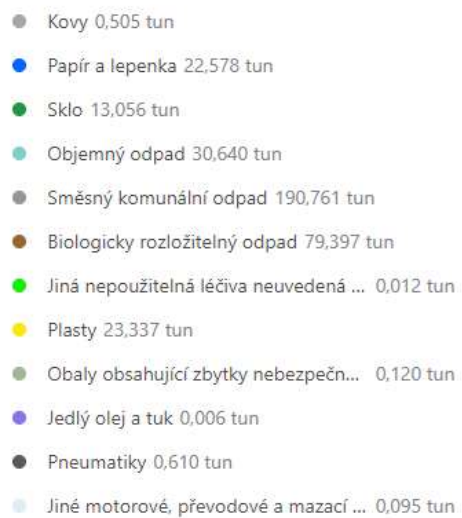 Kovy 0,505 tun
Papír a lepenka 22,578 tun
Sklo 13,056 tun
Objemný odpad 30,640 tun
Směsný komunální odpad 190,761 tun
Biologicky rozložitelný odpad 79,397 tun
Jiná nepoužitelná léčiva neuvedená ... 0,012 tun
Plasty 23,337 tun
Obaly obsahující zbytky nebezpečn... 0,120 tun
Jedlý olej a tuk 0,006 tun
Pneumatiky 0,610 tun
Jiné motorové, převodové a mazací ... 0,095 tun